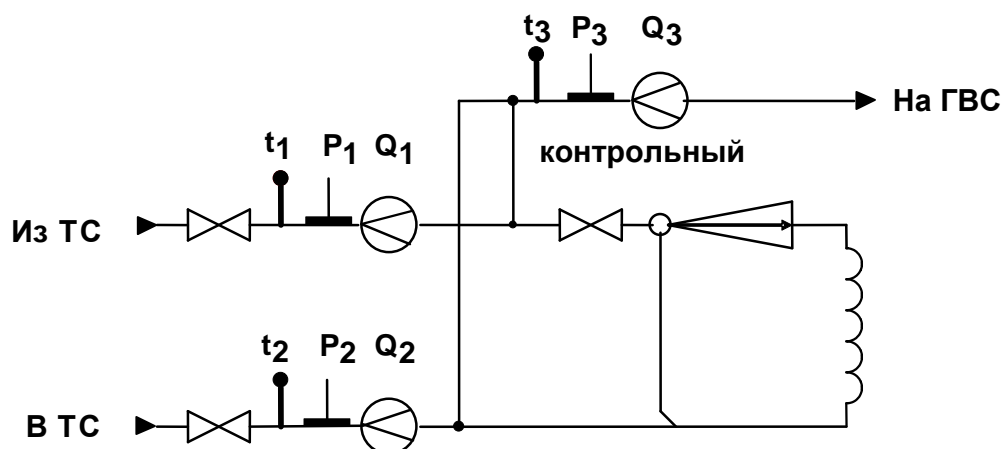 t3 P3 Q3
На ГВС
контрольный
t1 P1 Q1
Из ТС
t2 P2 Q2
В ТС